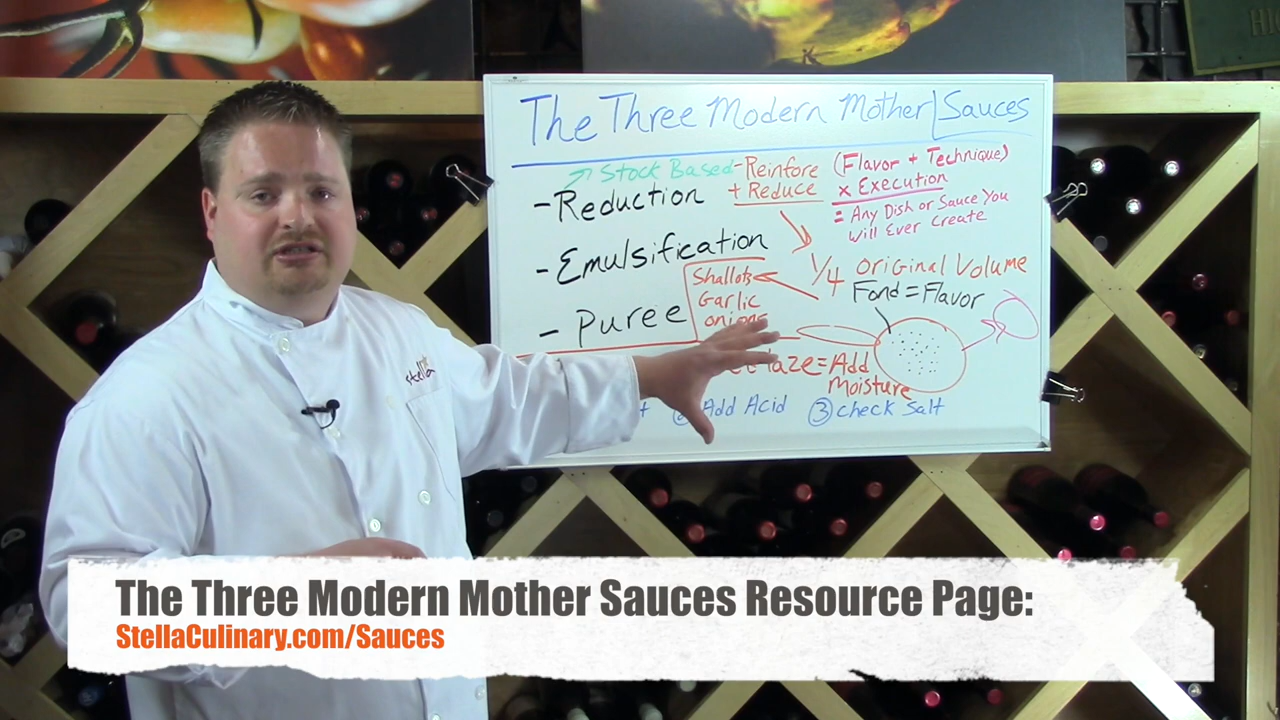 The Three Modern Mother Sauces
Stock Based - Reinfore
+ Reduce
(Flavor + Technique)
x Execution
= Any Dish or Sauce You
Will Ever Create
- Reduction
- Emulsification
- Puree
Shallots
Garlic
onions
1/4 Original Volume
Fond = Flavor
= Add
Moisture
Add Acid
③ check Salt
stella
The Three Modern Mother Sauces Resource Page:
StellaCulinary.com/Sauces